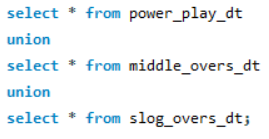 select * from power_play_dt
union
select * from middle_overs_dt
union
select * from slog_overs_dt;